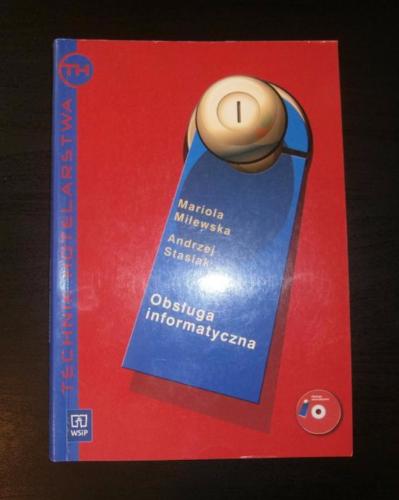 TH
TECHNIK HOTELARSTWA
Mariola
Milewska
Andrzej
Stasiak
Obsługa
informatyczna
WSiP